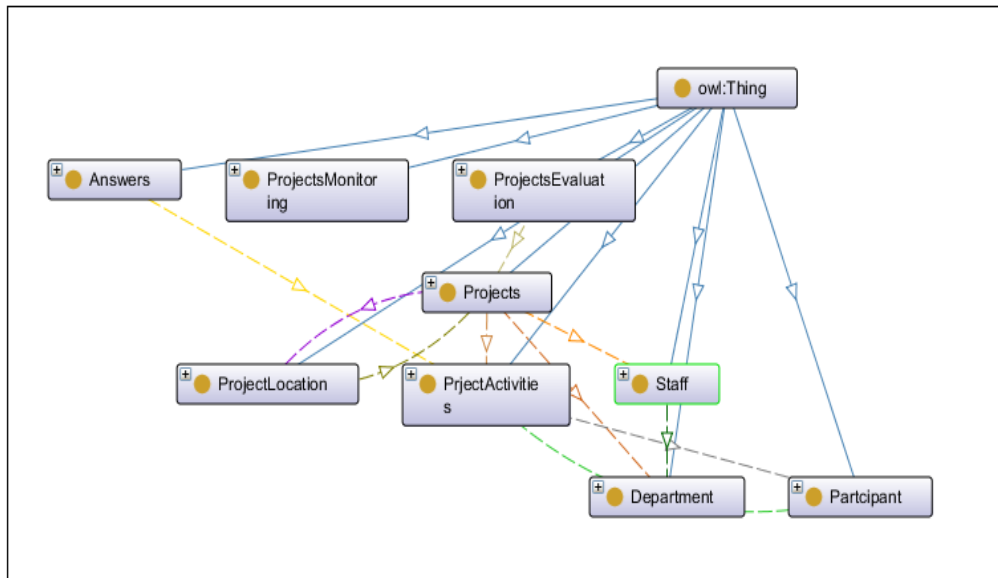 owl:Thing
Answers
ProjectsMonitor
ing
ProjectsEvaluat
ion
Projects
ProjectLocation
PrjectActivitie
s
Staff
Department
Partcipant